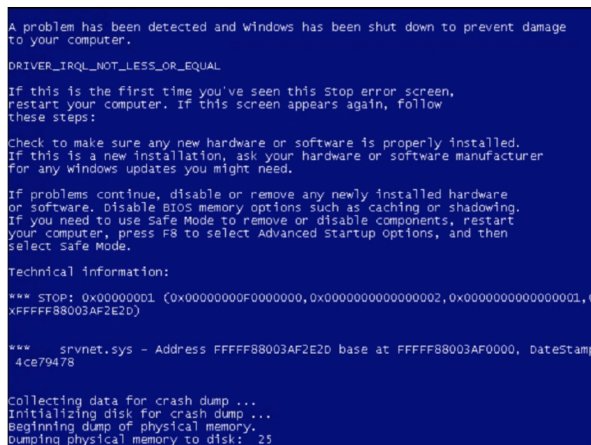 A problem has been detected and Windows has been shut down to prevent damage
to your computer.
DRIVER_IRQL_NOT_LESS_OR_EQUAL
If this is the first time you've seen this Stop error screen,
restart your computer. If this screen appears again, follow
these steps:
Check to make sure any new hardware or software is properly installed.
If this is a new installation, ask your hardware or software manufacturer
for any Windows updates you might need.
If problems continue, disable or remove any newly installed hardware
or software. Disable BIOS memory options such as caching or shadowing.
If you need to use Safe Mode to remove or disable components, restart
your computer, press F8 to select Advanced Startup Options, and then
select Safe Mode.
Technical information:
*** STOP: 0x000000D1 (0x00000000F0000000,0x0000000000000002,0x0000000000000001,0
xFFFFF88003AF2E2D)
*** srvnet.sys - Address FFFFF88003AF2E2D base at FFFFF88003AF0000, DateStamp
4ce79478
Collecting data for crash dump ...
Initializing disk for crash dump ...
Beginning dump of physical memory.
Dumping physical memory to disk: 25